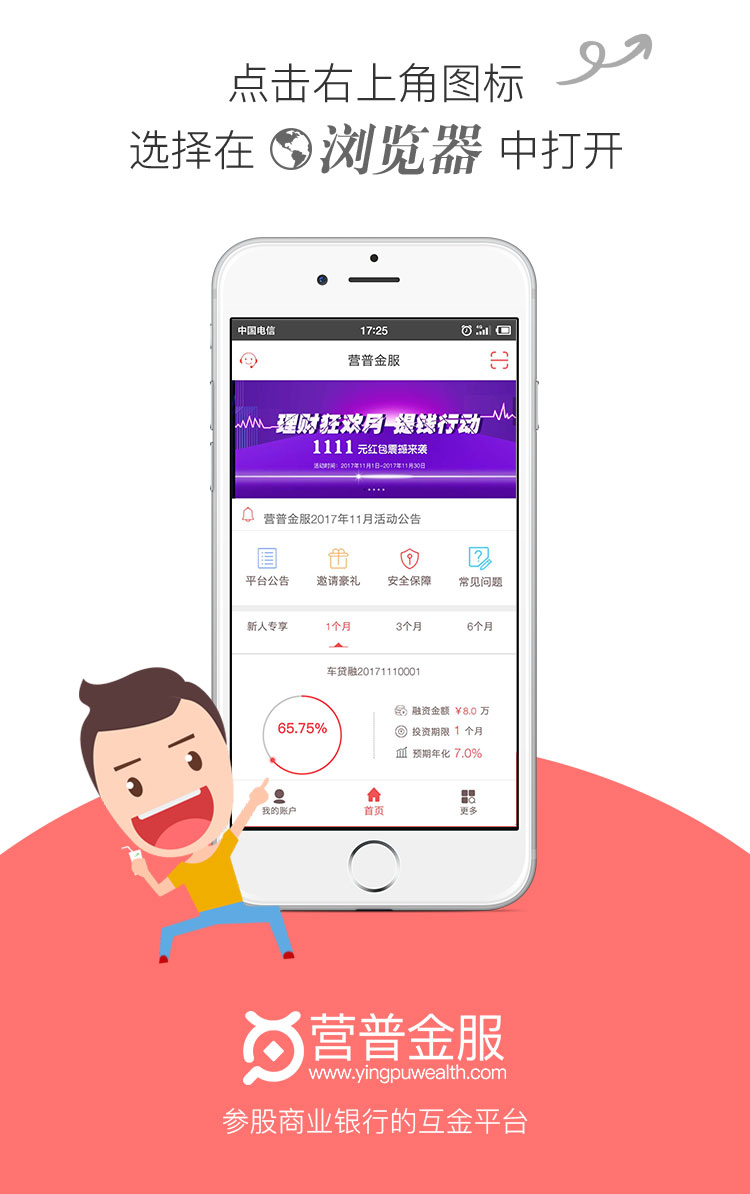 点击右上角图标
选择在 浏览器 中打开
中国电信 17:25 4G
营普金服
理财狂欢月 提钱行动
1111 元红包震撼来袭
活动时间：2017年11月1日-2017年11月30日
营普金服2017年11月活动公告
平台公告 邀请豪礼 安全保障 常见问题
新人专享 1个月 3个月 6个月
车贷融20171110001
65.75%
融资金额 ￥8.0 万
投资期限 1 个月
预期年化 7.0%
我的账户 首页 更多
营普金服
www.yingpuwealth.com
参股商业银行的互金平台